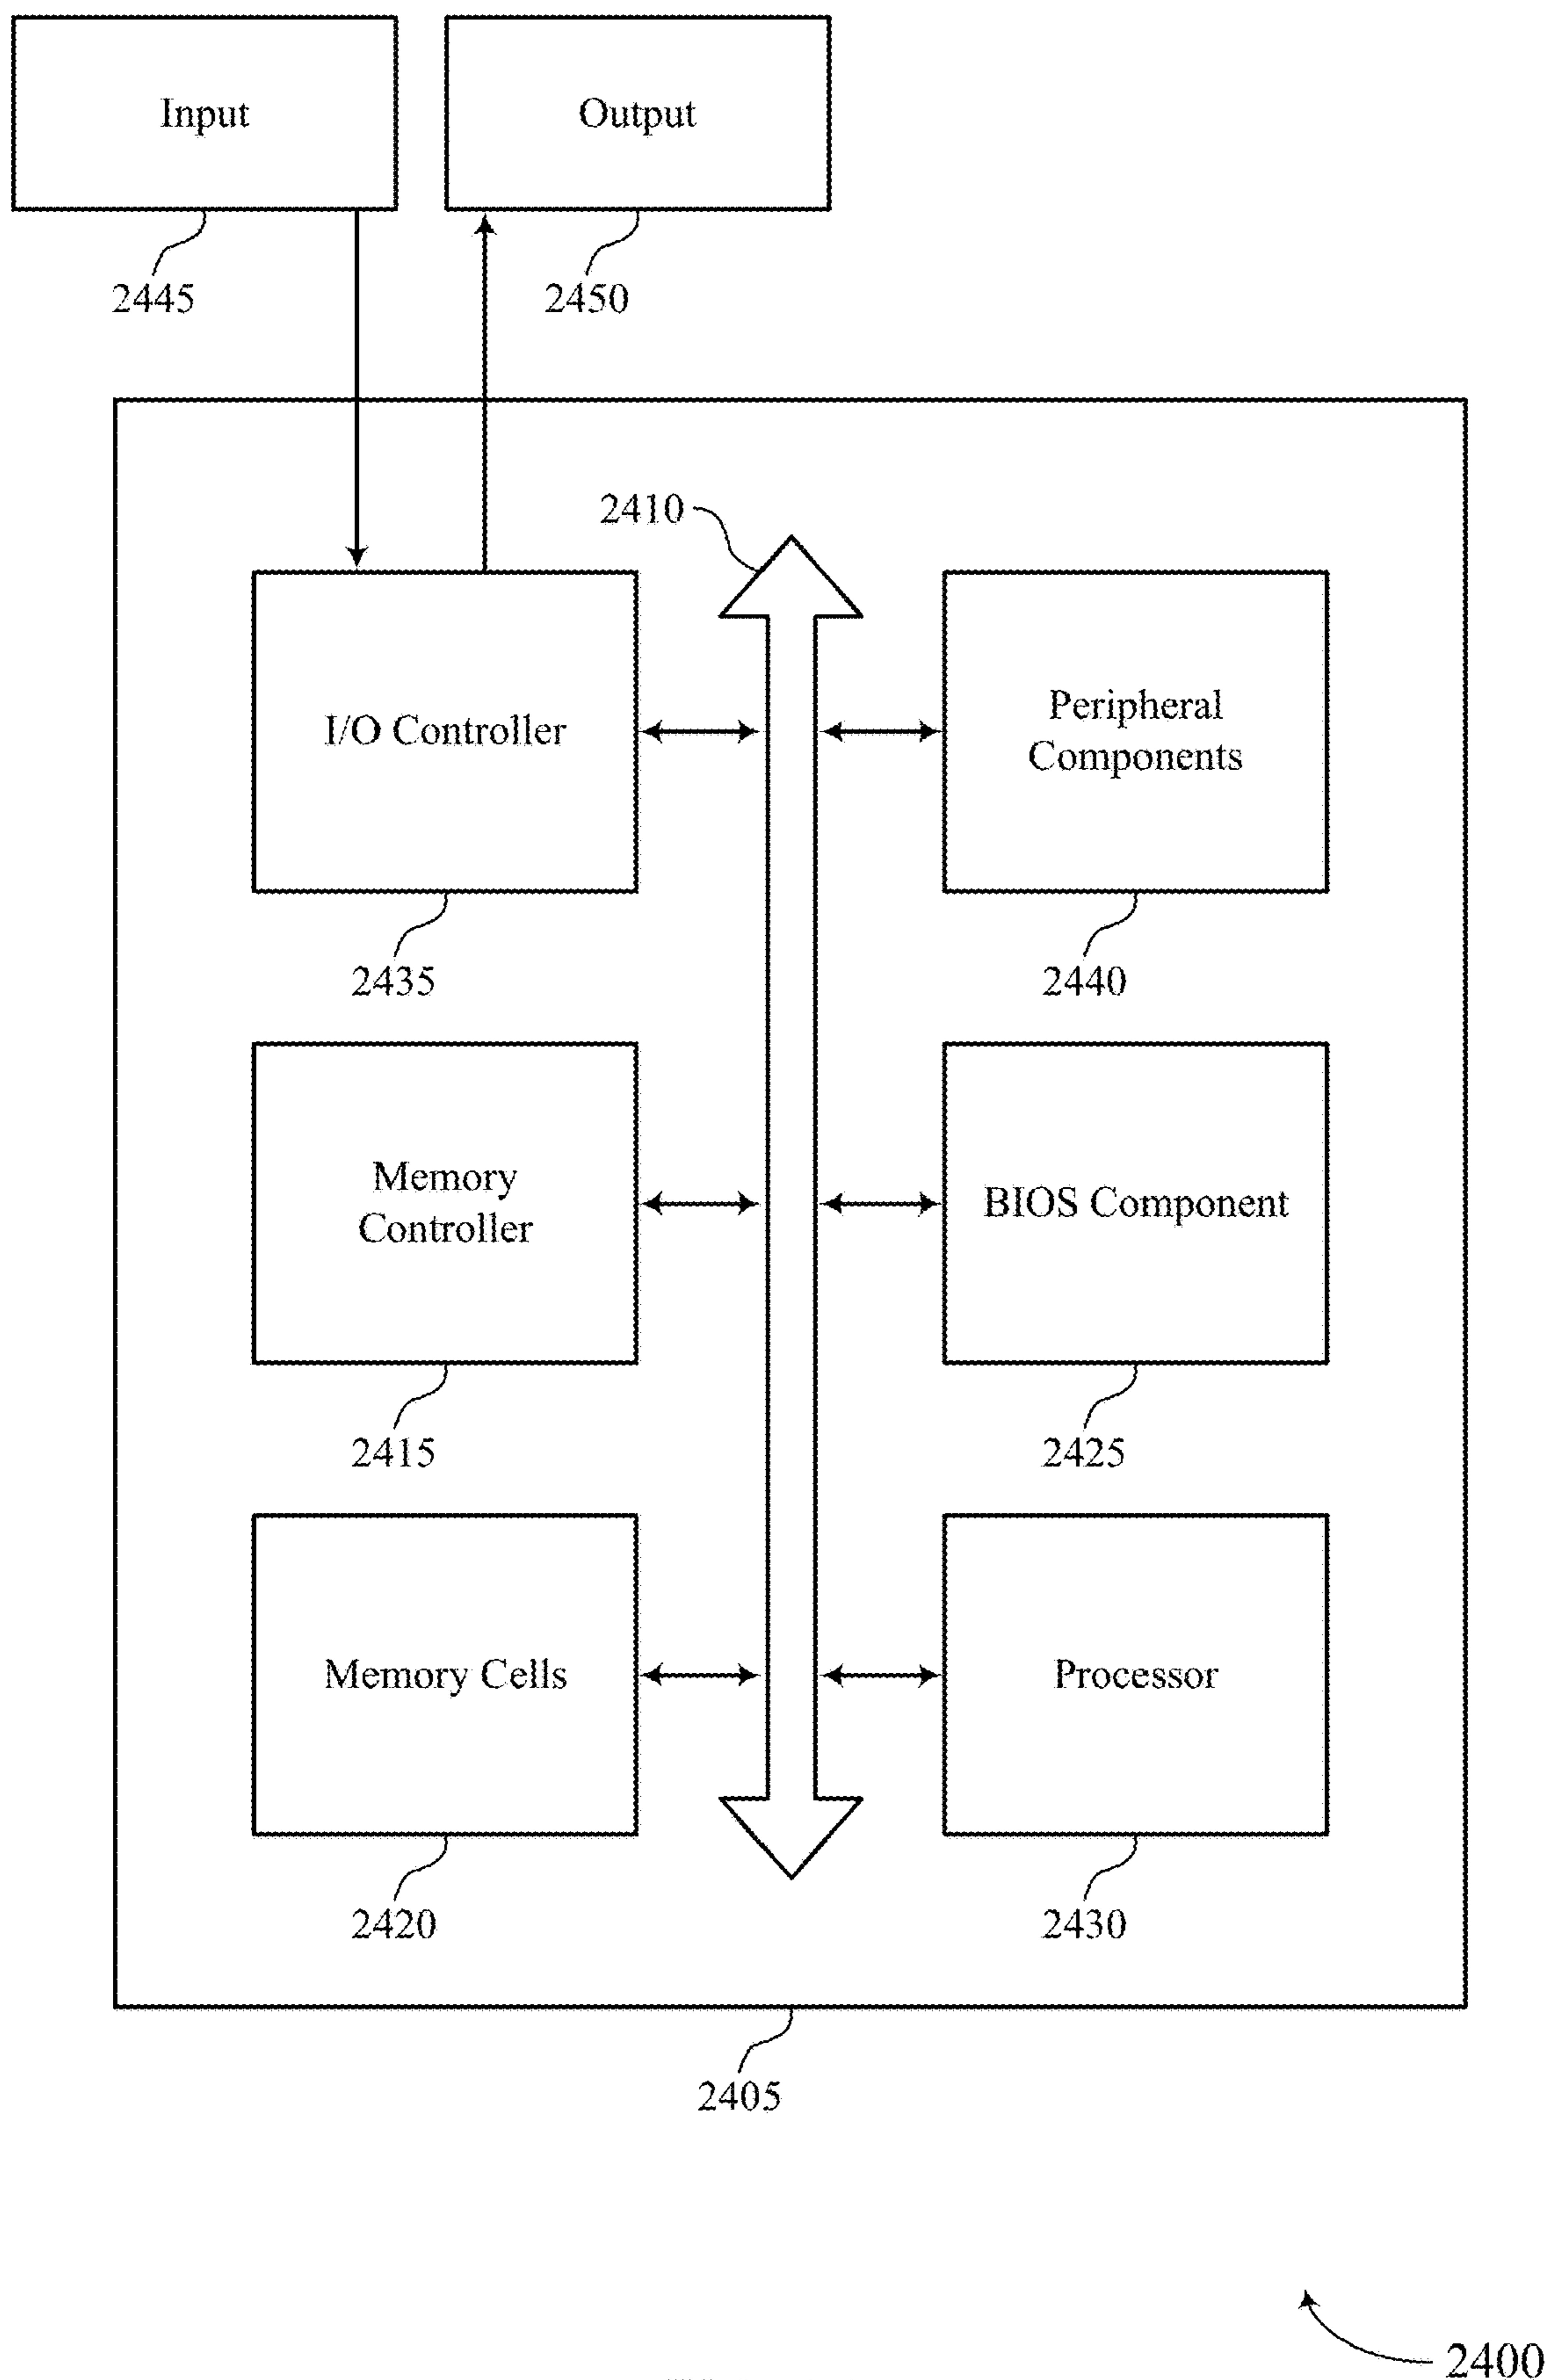 Input
Output
2445
2450
2410
I/O Controller
Peripheral
Components
2435
2440
Memory
Controller
BIOS Component
2415
2425
Memory Cells
Processor
2420
2430
2405
2400